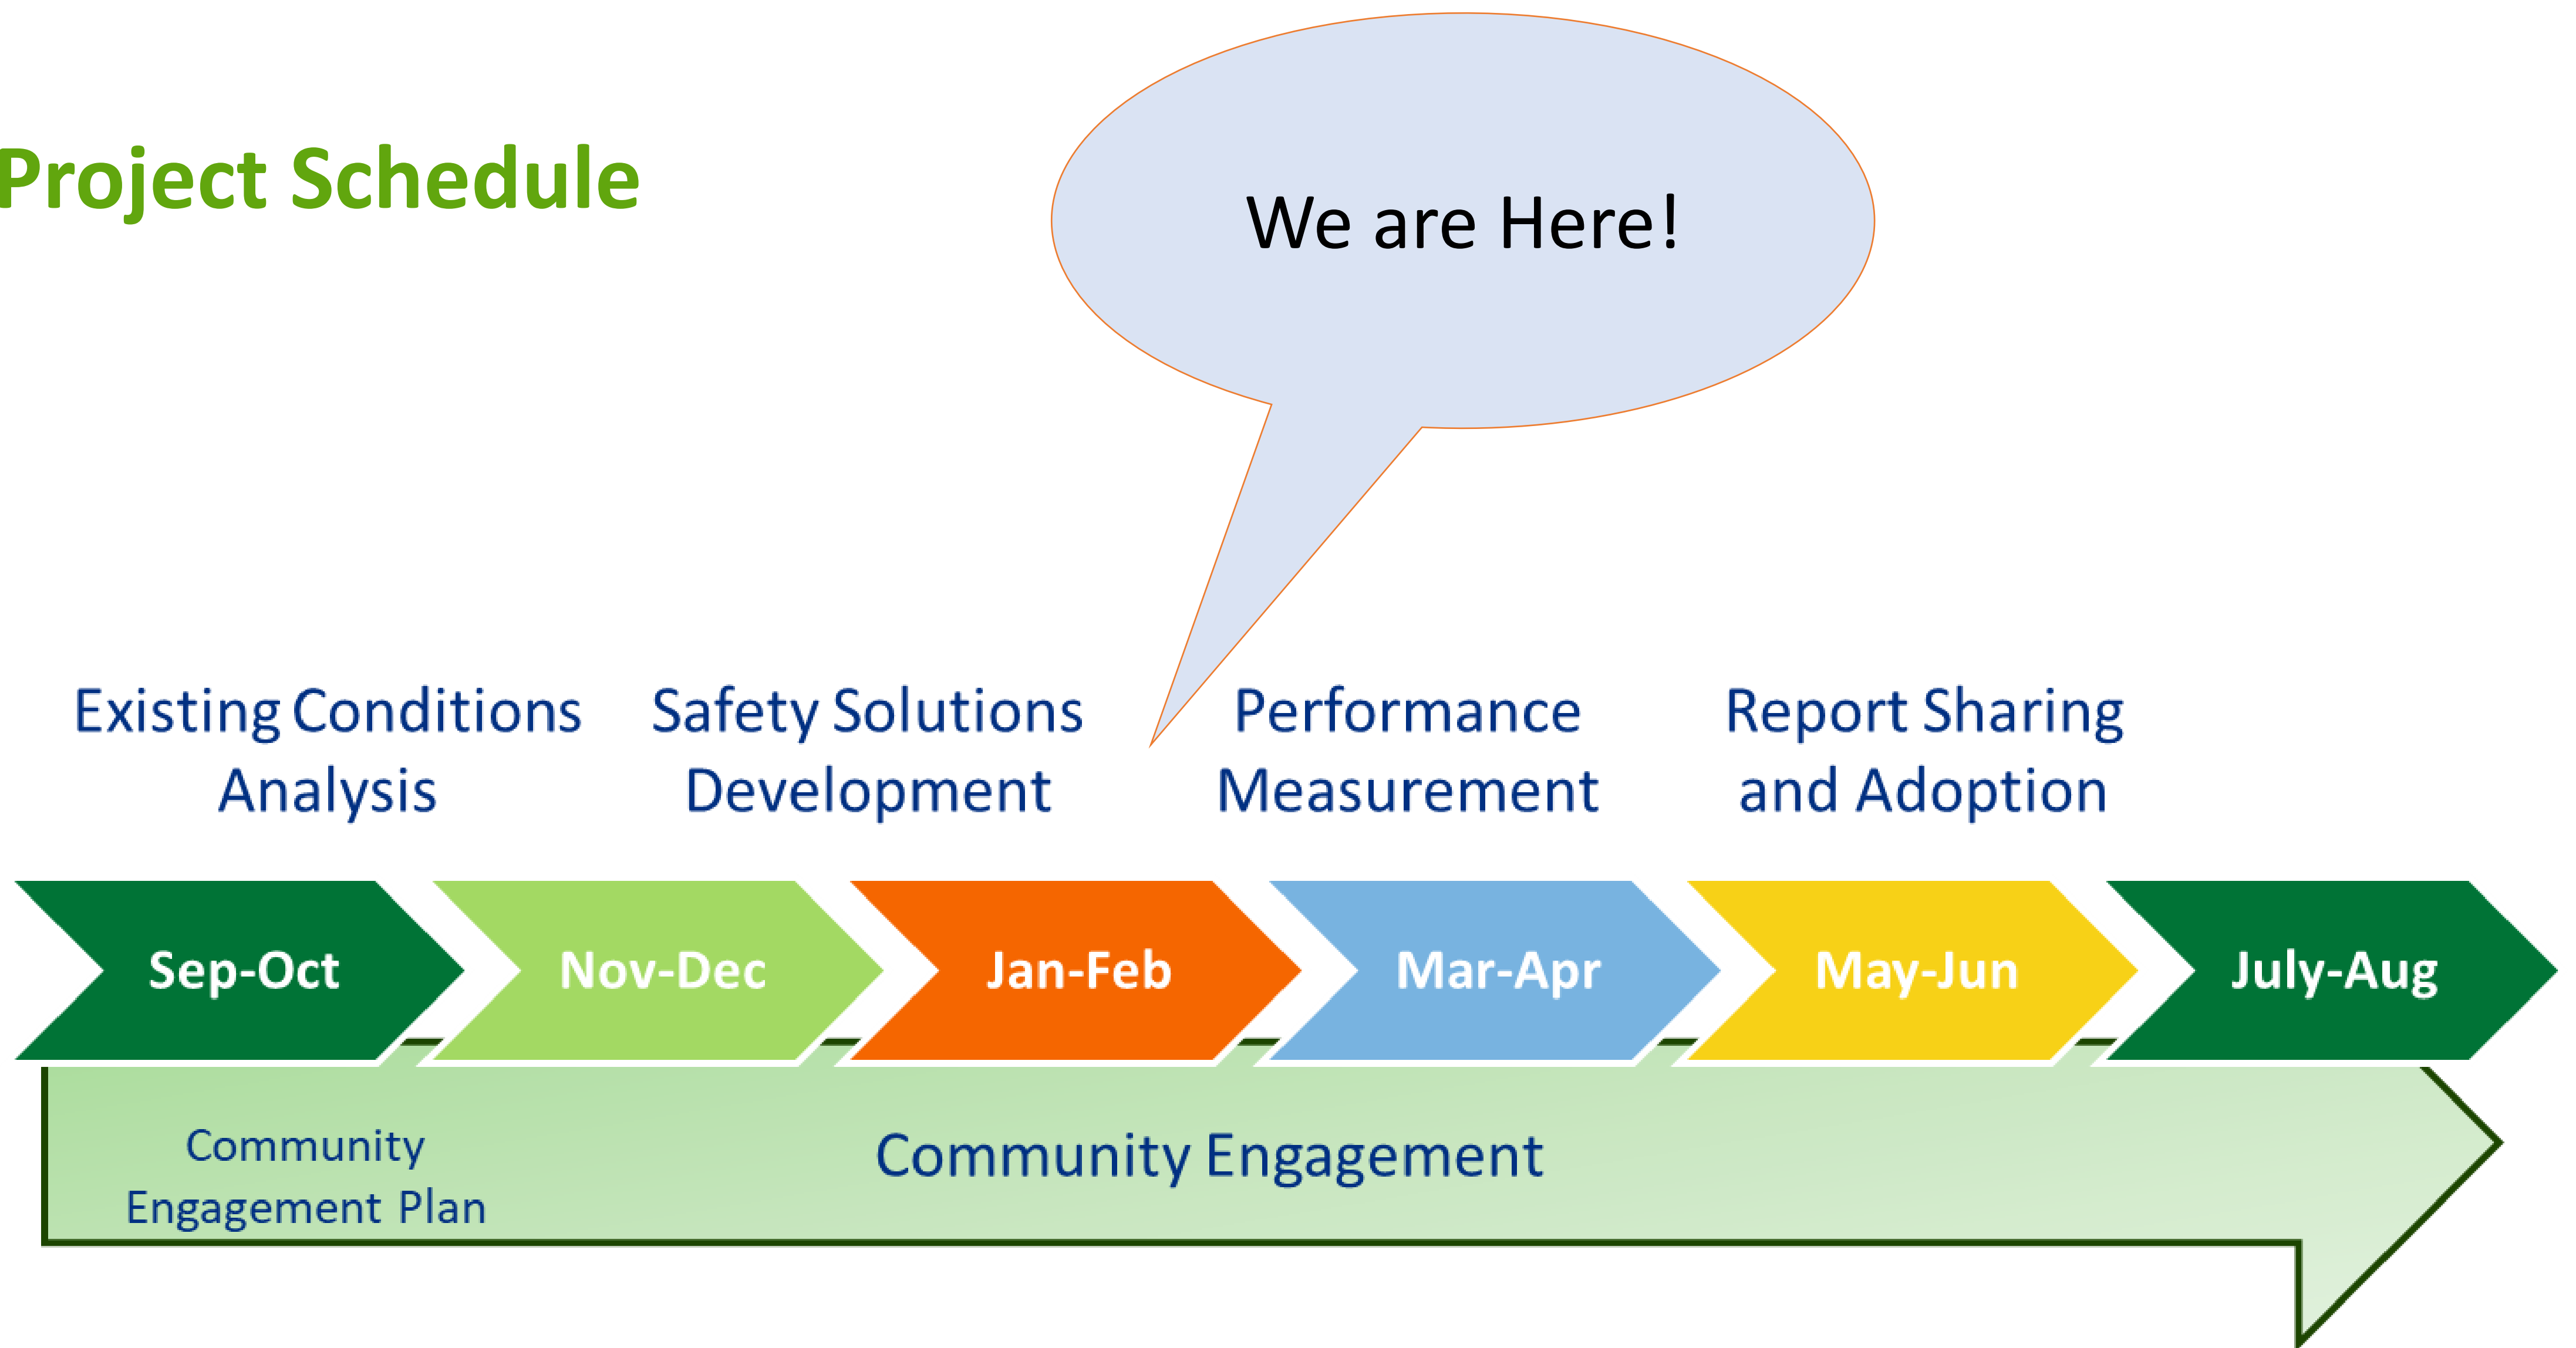 Project Schedule
We are Here!
Existing Conditions
Analysis
Safety Solutions
Development
Performance
Measurement
Report Sharing
and Adoption
Sep-Oct
Nov-Dec
Jan-Feb
Mar-Apr
May-Jun
July-Aug
Community
Engagement Plan
Community Engagement